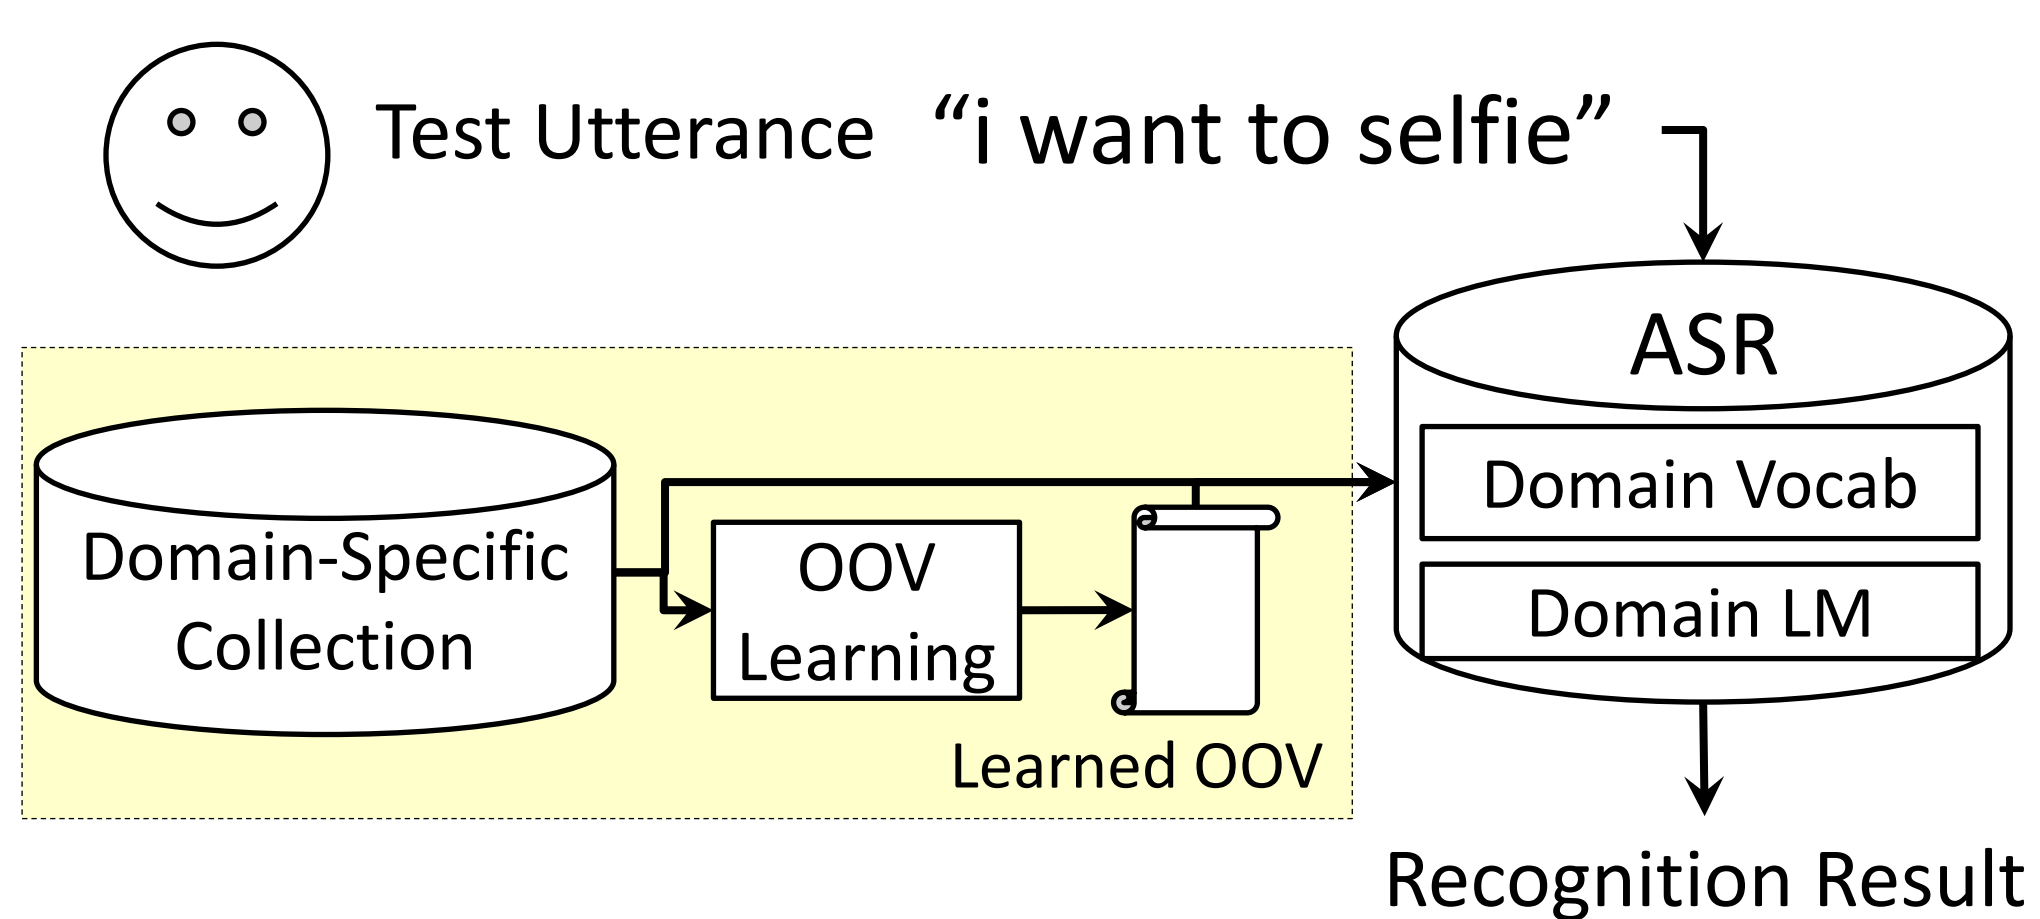 Test Utterance “i want to selfie”
ASR
Domain Vocab
Domain LM
Domain-Specific
Collection
OOV
Learning
Learned OOV
Recognition Result